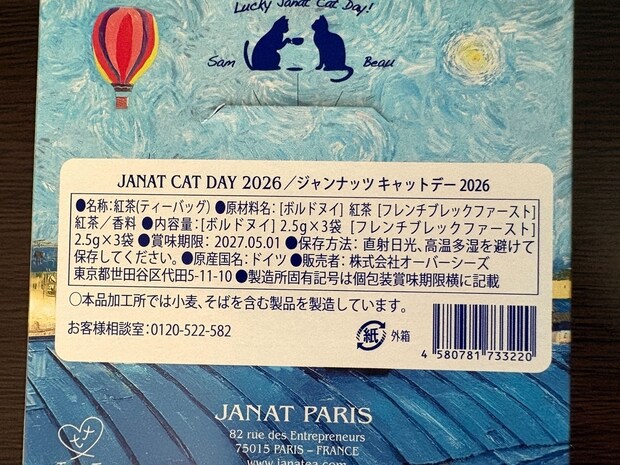 Lucky Janat Cat Day!
Sam
Beau
JANAT CAT DAY 2026/ジャンナッツ キャットデー 2026
●名称:紅茶(ティーバッグ) ●原材料名: [ボルドヌイ] 紅茶 [フレンチブレックファースト]
紅茶/香料 ●内容量:[ボルドヌイ] 2.5g×3袋 [フレンチブレックファースト]
2.5g×3袋 ●賞味期限: 2027.05.01 ●保存方法: 直射日光、高温多湿を避けて
保存してください。●原産国名: ドイツ ●販売者: 株式会社オーバーシーズ
東京都世田谷区代田5-11-10 ●製造所固有記号は個包装賞味期限横に記載
○本品加工所では小麦、そばを含む製品を製造しています。
お客様相談室:0120-522-582
紙 外箱
4 580781 733220
JANAT PARIS
82 rue des Entrepreneurs
75015 PARIS – FRANCE
www.janatea.com